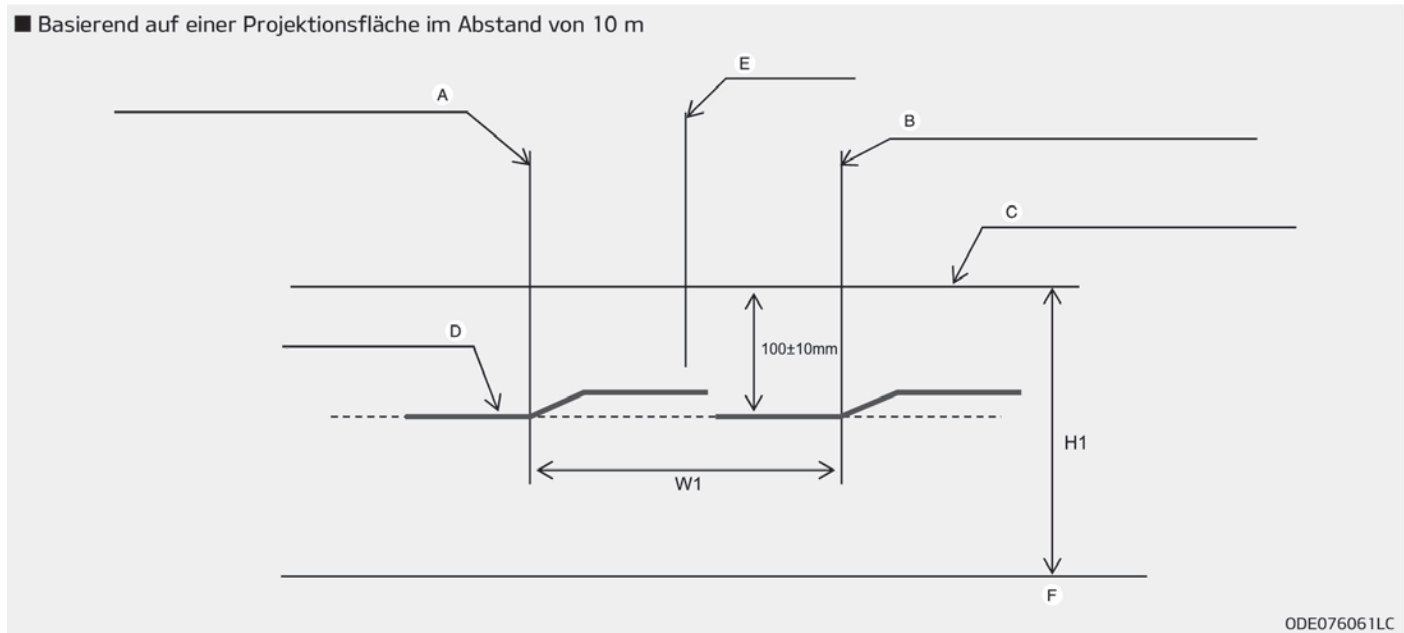 ■ Basierend auf einer Projektionsfläche im Abstand von 10 m
E
A
B
C
D
100±10mm
H1
W1
F
ODE076061LC